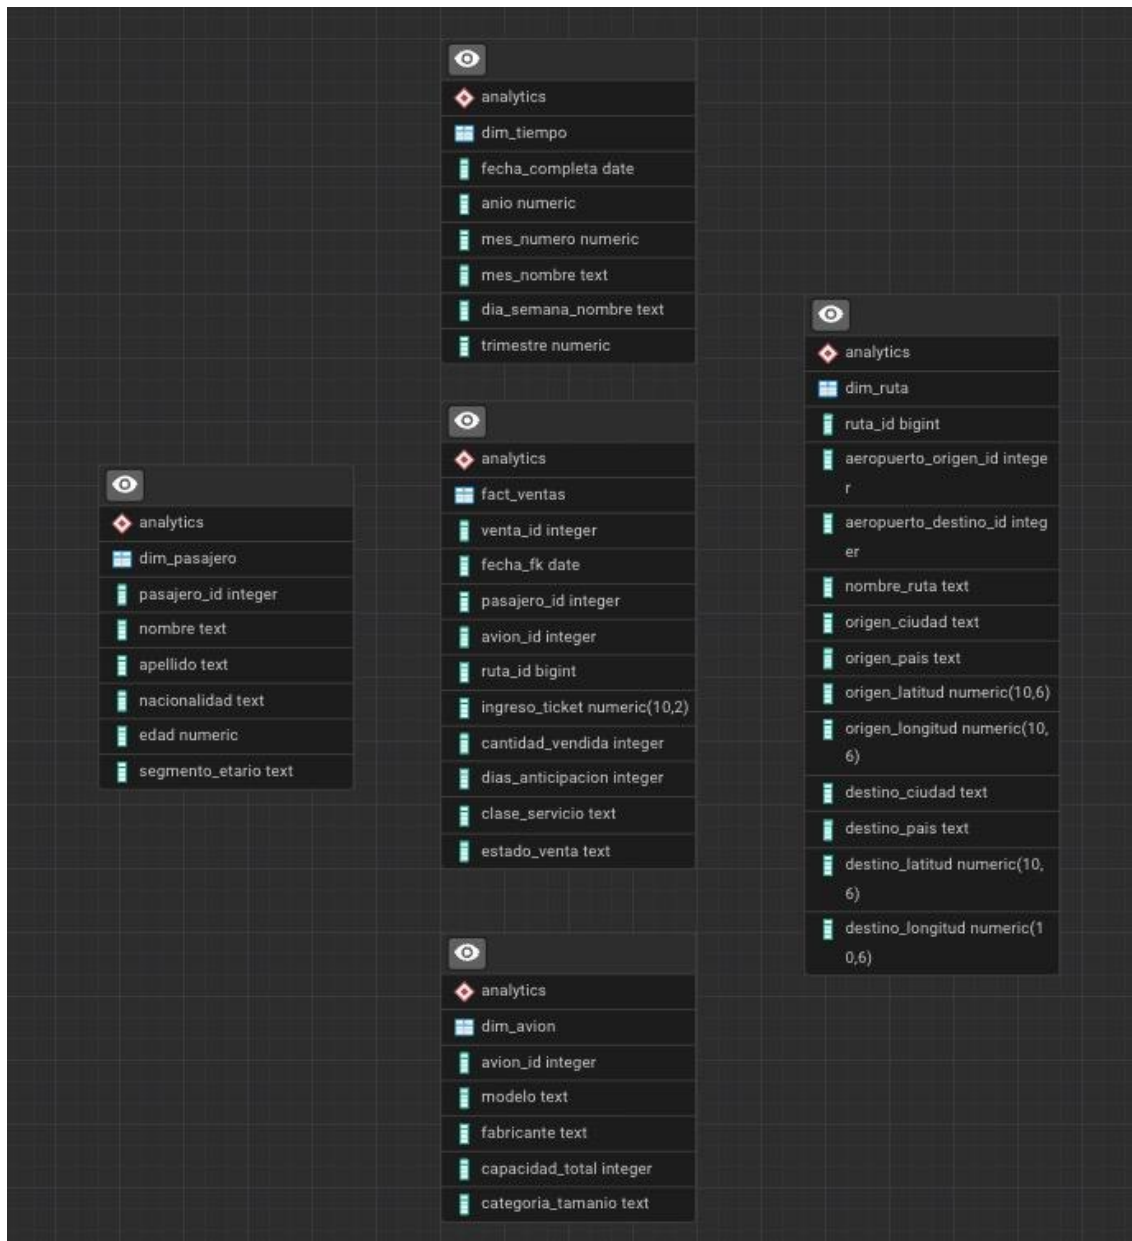 analytics
dim_tiempo
fecha_completa date
anio numeric
mes_numero numeric
mes_nombre text
dia_semana_nombre text
trimestre numeric
analytics
fact_ventas
venta_id integer
fecha_fk date
pasajero_id integer
avion_id integer
ruta_id bigint
ingreso_ticket numeric(10,2)
cantidad_vendida integer
dias_anticipacion integer
clase_servicio text
estado_venta text
analytics
dim_pasajero
pasajero_id integer
nombre text
apellido text
nacionalidad text
edad numeric
segmento_etario text
analytics
dim_ruta
ruta_id bigint
aeropuerto_origen_id intege
r
aeropuerto_destino_id integ
er
nombre_ruta text
origen_ciudad text
origen_pais text
origen_latitud numeric(10,6)
origen_longitud numeric(10,
6)
destino_ciudad text
destino_pais text
destino_latitud numeric(10,
6)
destino_longitud numeric(1
0,6)
analytics
dim_avion
avion_id integer
modelo text
fabricante text
capacidad_total integer
categoria_tamanio text